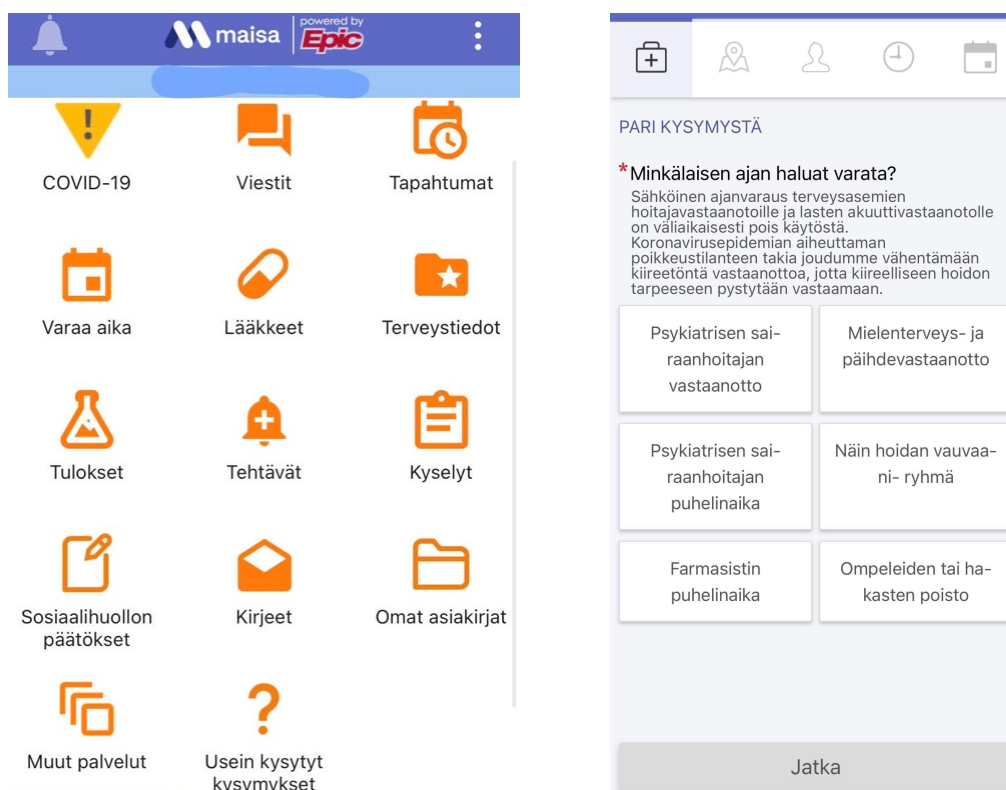 maisa
powered by
Epic
COVID-19
Viestit
Tapahtumat
Varaa aika
Lääkkeet
Terveystiedot
Tulokset
Tehtävät
Kyselyt
Sosiaalihuollon
päätökset
Kirjeet
Omat asiakirjat
Muut palvelut
Usein kysytyt
kysymykset
PARI KYSYMYSTÄ
*Minkälaisen ajan haluat varata?
Sähköinen ajanvaraus terveysasemien
hoitajavastaanotoille ja lasten akuuttivastaanotolle
on väliaikaisesti pois käytöstä.
Koronavirusepidemian aiheuttaman
poikkeustilanteen takia joudumme vähentämään
kiireetöntä vastaanottoa, jotta kiireelliseen hoidon
tarpeeseen pystytään vastaamaan.
Psykiatrisen sai-
raanhoitajan
vastaanotto
Mielenterveys- ja
päihdevastaanotto
Psykiatrisen sai-
raanhoitajan
puhelinaika
Näin hoidan vauvaa-
ni- ryhmä
Farmasistin
puhelinaika
Ompeleiden tai ha-
kasten poisto
Jatka